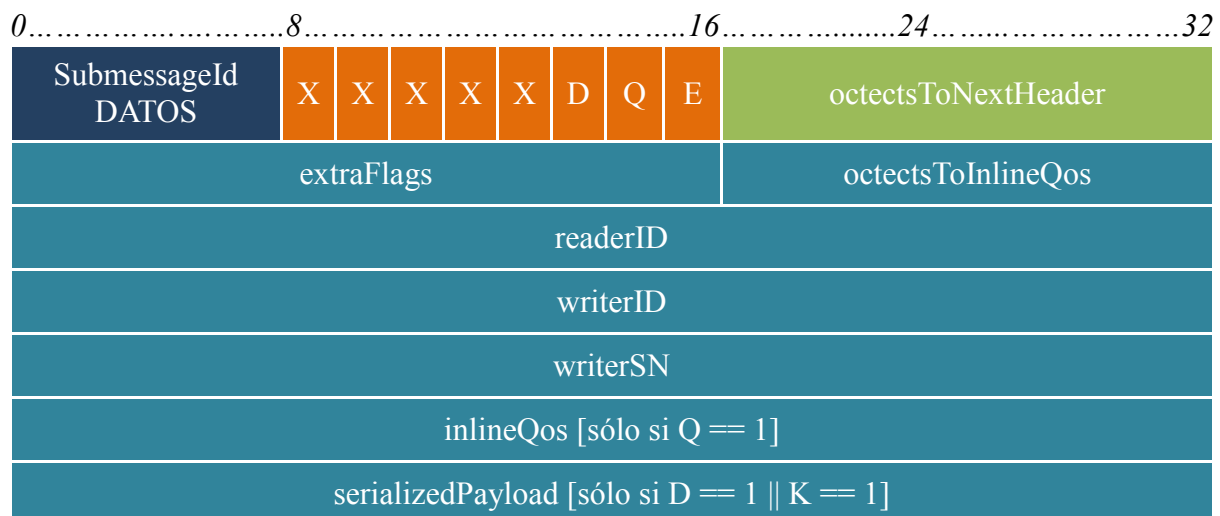 0……………………..8…………………………………..16………….......24…......…………………32
SubmessageId
DATOS
X X X X X D Q E
octectsToNextHeader
extraFlags
octectsToInlineQos
readerID
writerID
writerSN
inlineQos [sólo si Q == 1]
serializedPayload [sólo si D == 1 || K == 1]